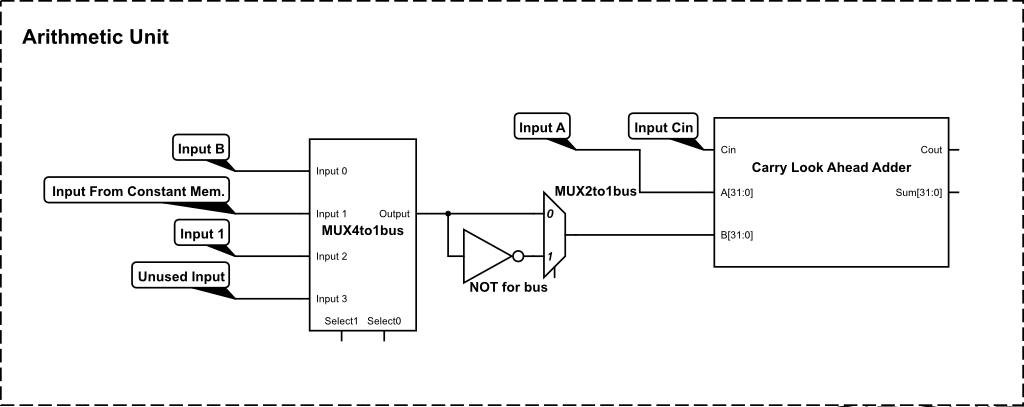 Arithmetic Unit
Input A
Input Cin
Input B
Cin
Cout
Carry Look Ahead Adder
Input 0
Input From Constant Mem.
MUX2to1bus
A[31:0]
Sum[31:0]
Input 1
Output
0
MUX4to1bus
Input 1
B[31:0]
Input 2
1
Unused Input
NOT for bus
Input 3
Select1
Select0